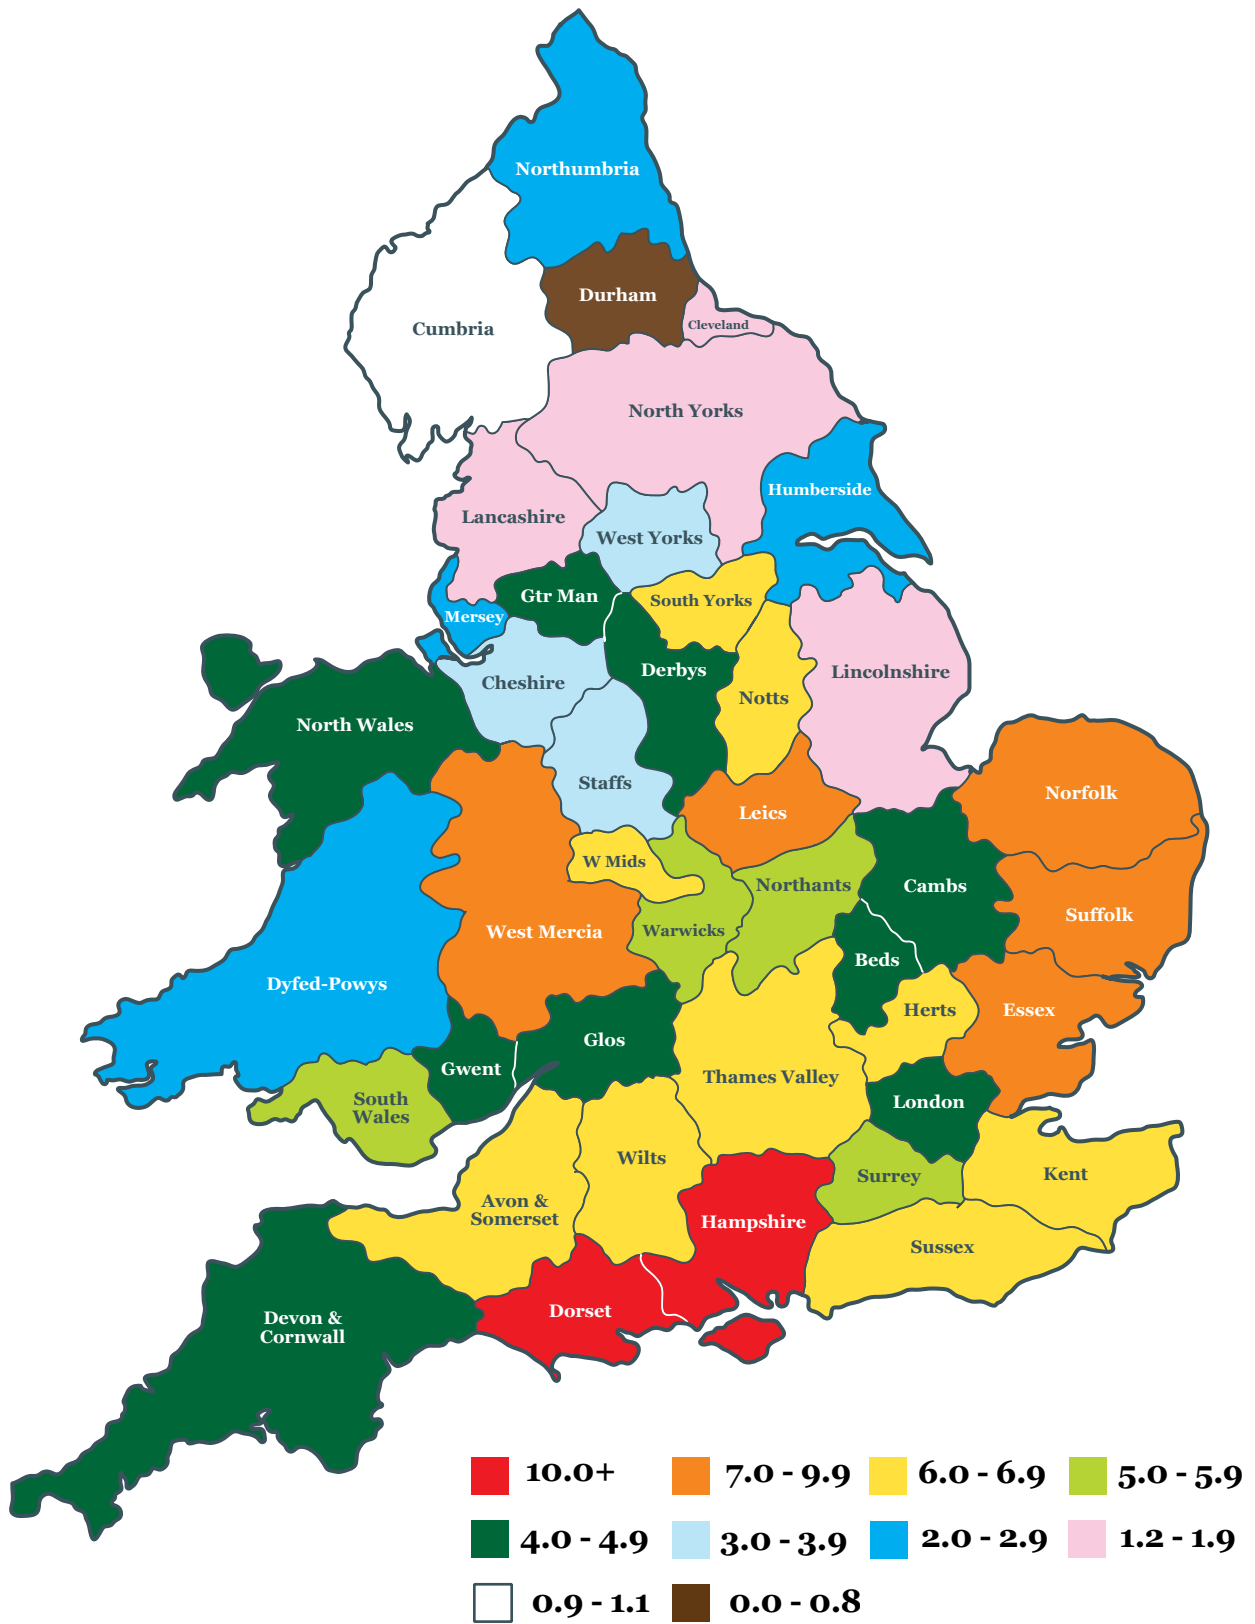 Northumbria
Durham
Cumbria
Cleveland
North Yorks
Humberside
Lancashire
West Yorks
Gtr Man
South Yorks
Mersey
Derbys
Lincolnshire
Cheshire
Notts
North Wales
Staffs
Norfolk
Leics
W Mids
Northants
Cambs
Suffolk
West Mercia
Warwicks
Beds
Dyfed-Powys
Herts
Essex
Glos
Gwent
Thames Valley
South
Wales
London
Wilts
Surrey
Kent
Avon &
Somerset
Hampshire
Sussex
Dorset
Devon &
Cornwall
10.0+ 7.0 - 9.9 6.0 - 6.9 5.0 - 5.9
4.0 - 4.9 3.0 - 3.9 2.0 - 2.9 1.2 - 1.9
0.9 - 1.1 0.0 - 0.8